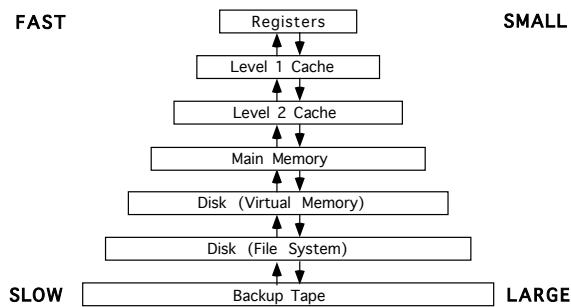 FAST
Registers
SMALL
Level 1 Cache
Level 2 Cache
Main Memory
Disk (Virtual Memory)
Disk (File System)
SLOW
Backup Tape
LARGE